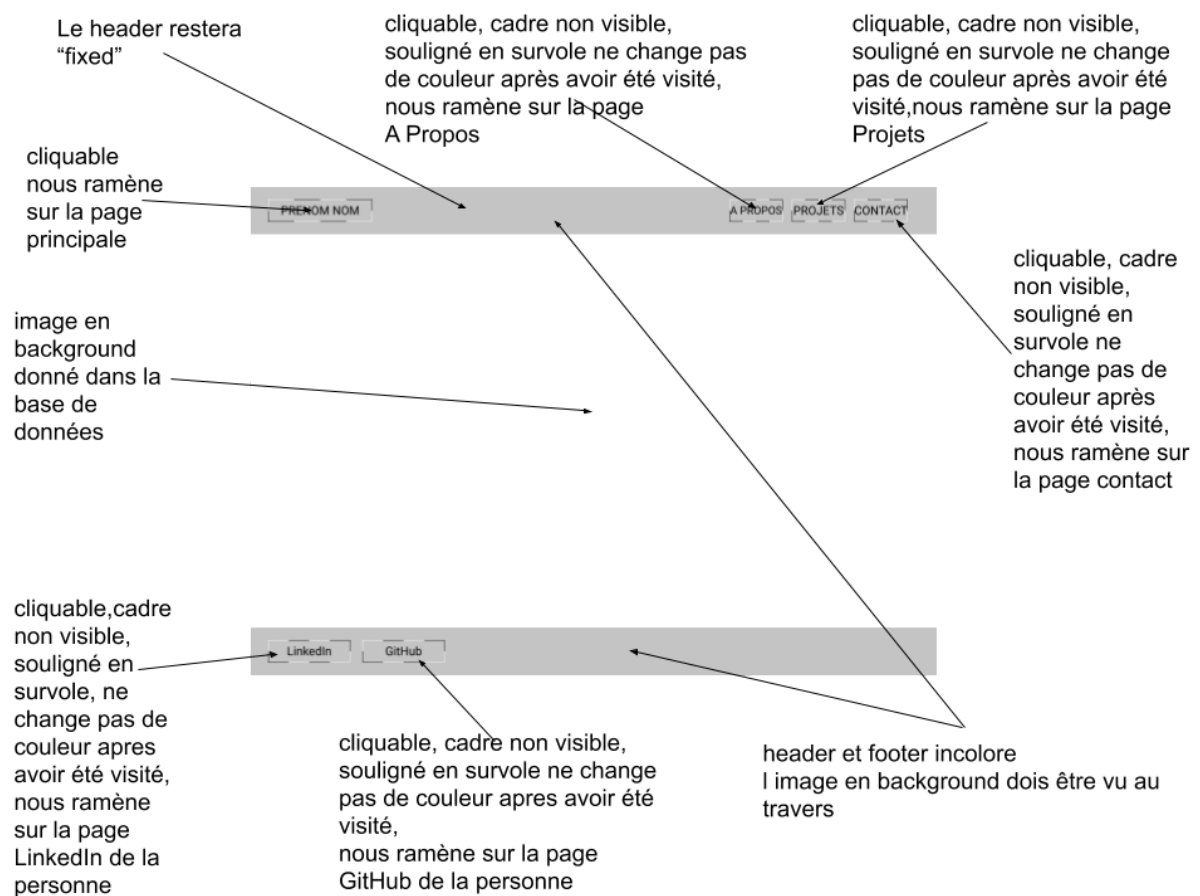 Le header restera
“fixed”
cliquable, cadre non visible,
souligné en survole ne change pas
de couleur après avoir été visité,
nous ramène sur la page
A Propos
cliquable, cadre non visible,
souligné en survole ne change
pas de couleur après avoir été
visité,nous ramène sur la page
Projets
cliquable
nous ramène
sur la page
principale
PRENOM NOM
A PROPOS
PROJETS
CONTACT
cliquable, cadre
non visible,
souligné en
survole ne
change pas de
couleur après
avoir été visité,
nous ramène sur
la page contact
image en
background
donné dans la
base de
données
cliquable,cadre
non visible,
souligné en
survole, ne
change pas de
couleur apres
avoir été visité,
nous ramène
sur la page
LinkedIn de la
personne
LinkedIn
GitHub
cliquable, cadre non visible,
souligné en survole ne change
pas de couleur apres avoir été
visité,
nous ramène sur la page
GitHub de la personne
header et footer incolore
l image en background dois être vu au
travers